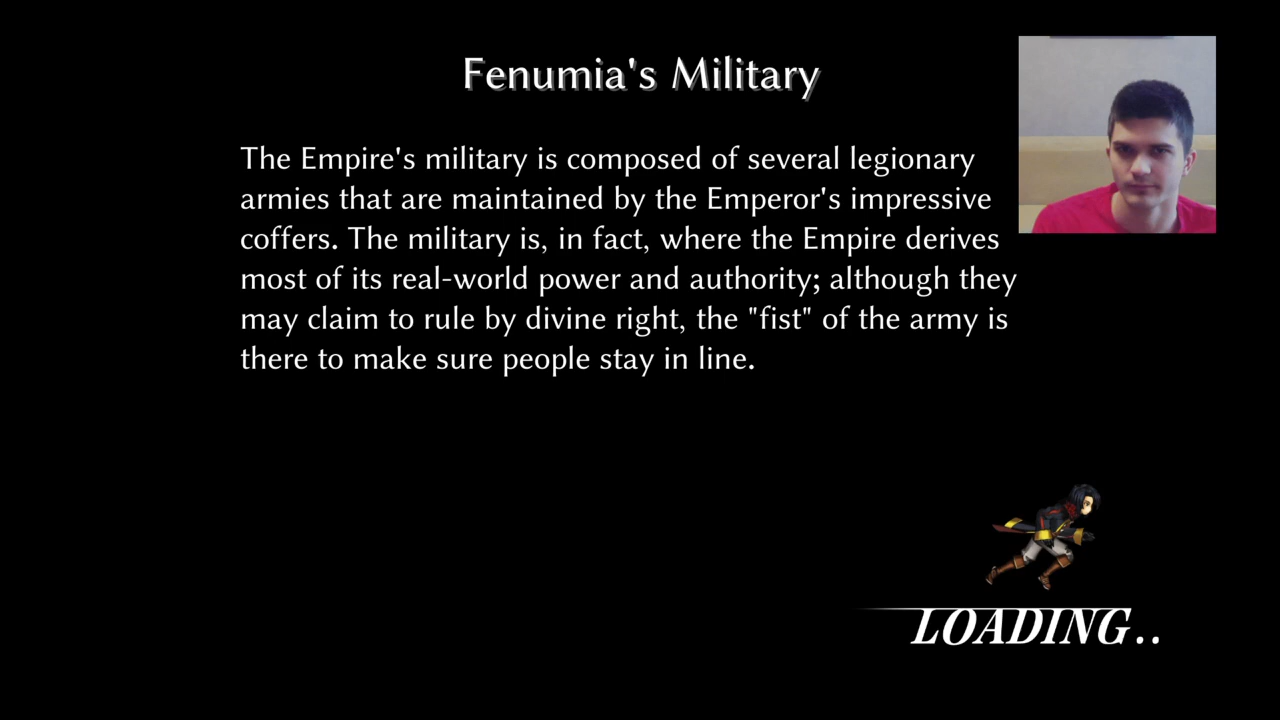 Fenumia's Military
The Empire's military is composed of several legionary
armies that are maintained by the Emperor's impressive
coffers. The military is, in fact, where the Empire derives
most of its real-world power and authority; although they
may claim to rule by divine right, the "fist" of the army is
there to make sure people stay in line.
LOADING..